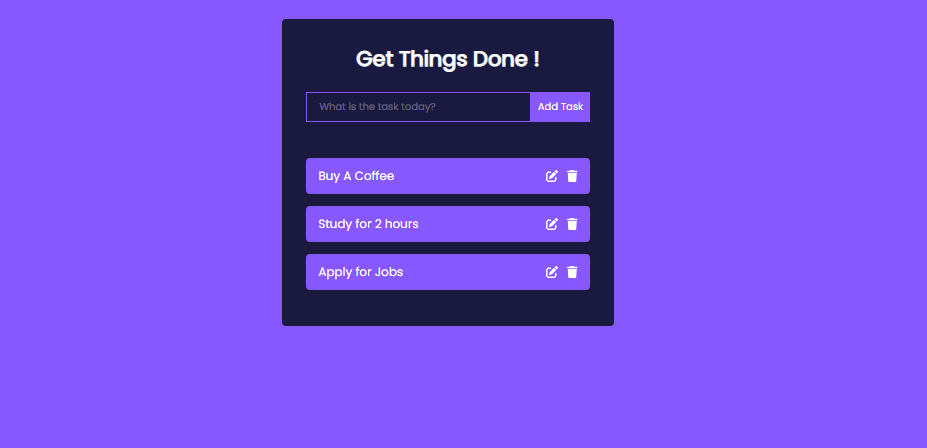 Get Things Done !
What is the task today?
Add Task
Buy A Coffee
Study for 2 hours
Apply for Jobs